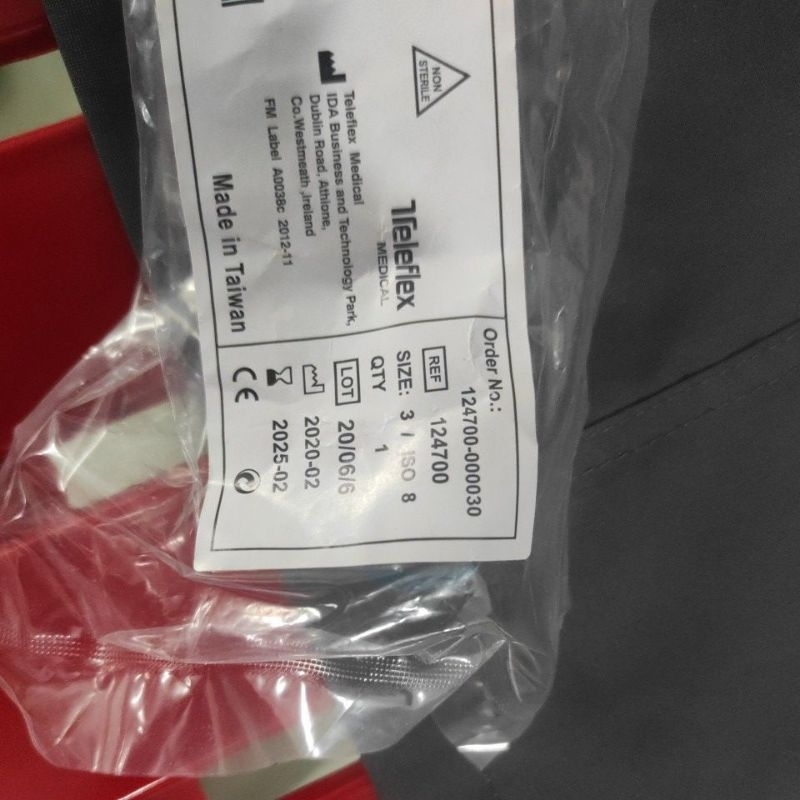 NON
STERILE
Teleflex
MEDICAL
Teleflex Medical
IDA Business and Technology Park,
Dublin Road, Athlone,
Co.Westmeath ,Ireland
FM Label A0038c 2012-11
Made in Taiwan
Order No.:
124700-000030
REF 124700
SIZE: 3 / ISO 8
QTY 1
LOT 20/06/6
2020-02
2025-02
CE